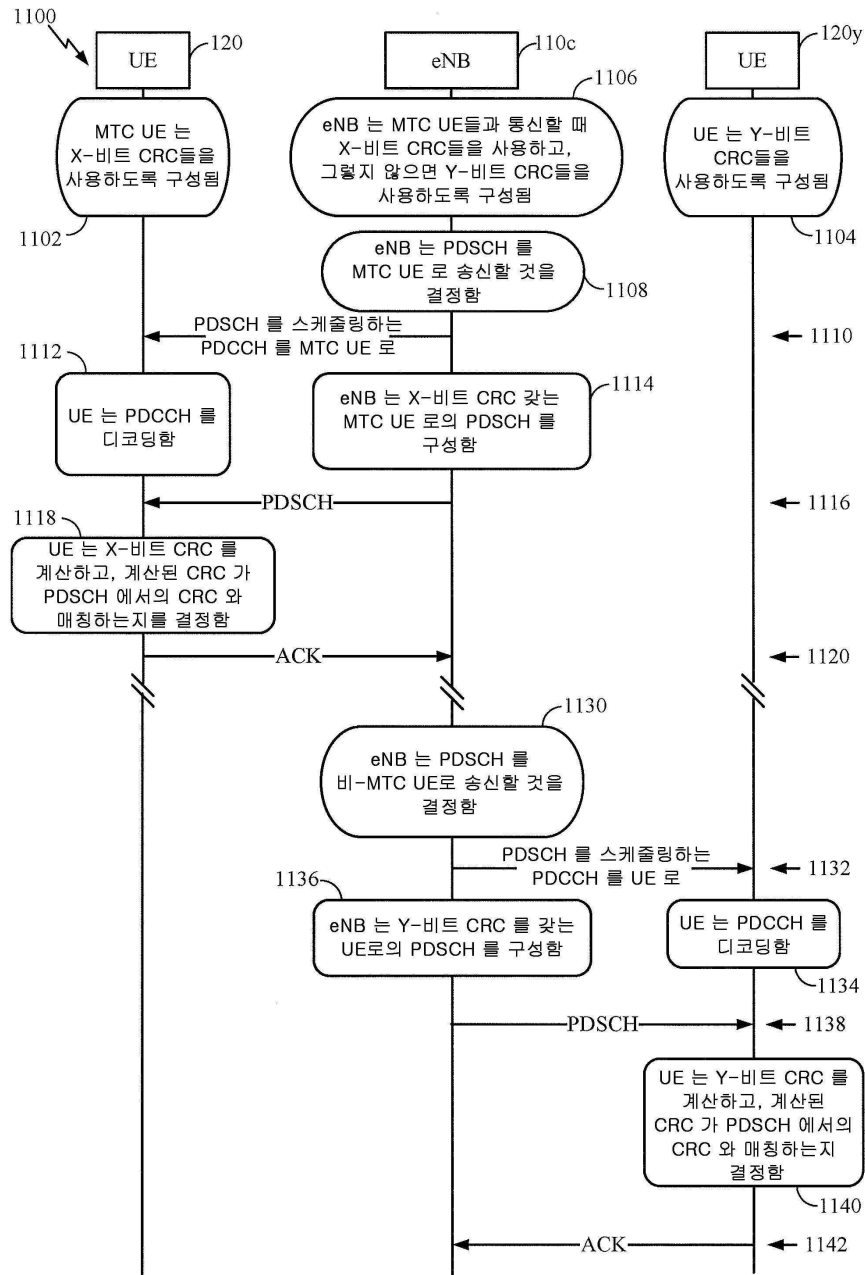 1100
120
110c
120y
UE
eNB
UE
1106
MTC UE 는
X-비트 CRC들을
사용하도록 구성됨
1102
eNB 는 MTC UE들과 통신할 때
X-비트 CRC들을 사용하고,
그렇지 않으면 Y-비트 CRC들을
사용하도록 구성됨
UE 는 Y-비트
CRC들을
사용하도록 구성됨
1104
eNB 는 PDSCH 를
MTC UE 로 송신할 것을
결정함
1108
PDSCH 를 스케줄링하는
PDCCH 를 MTC UE 로
1110
1112
UE 는 PDCCH 를
디코딩함
1114
eNB 는 X-비트 CRC 갖는
MTC UE 로의 PDSCH 를
구성함
PDSCH
1116
1118
UE 는 X-비트 CRC 를
계산하고, 계산된 CRC 가
PDSCH 에서의 CRC 와
매칭하는지를 결정함
ACK
1120
1130
eNB 는 PDSCH 를
비-MTC UE로 송신할 것을
결정함
PDSCH 를 스케줄링하는
PDCCH 를 UE 로
1132
1136
eNB 는 Y-비트 CRC 를 갖는
UE로의 PDSCH 를 구성함
UE 는 PDCCH 를
디코딩함
1134
PDSCH
1138
UE 는 Y-비트 CRC 를
계산하고, 계산된
CRC 가 PDSCH 에서의
CRC 와 매칭하는지
결정함
1140
ACK
1142